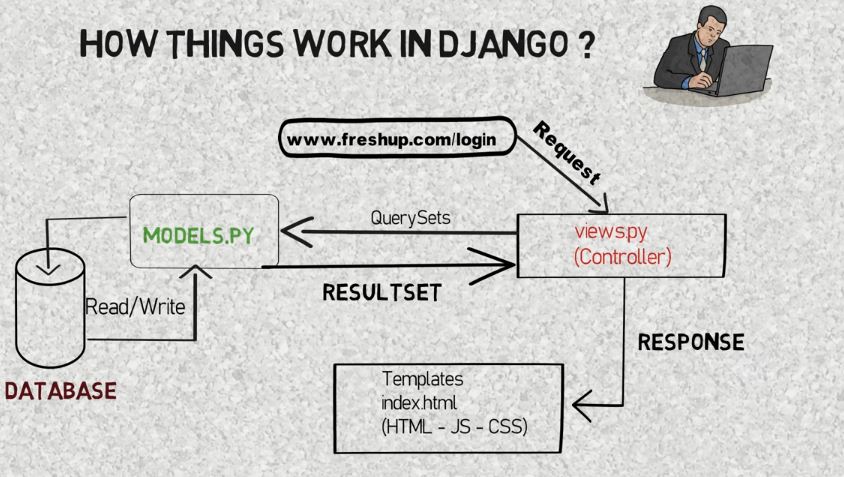 HOW THINGS WORK IN DJANGO ?
www.freshup.com/login
Request
QuerySets
MODELS.PY
views.py
(Controller)
RESULTSET
Read/Write
DATABASE
RESPONSE
Templates
index.html
(HTML - JS - CSS)